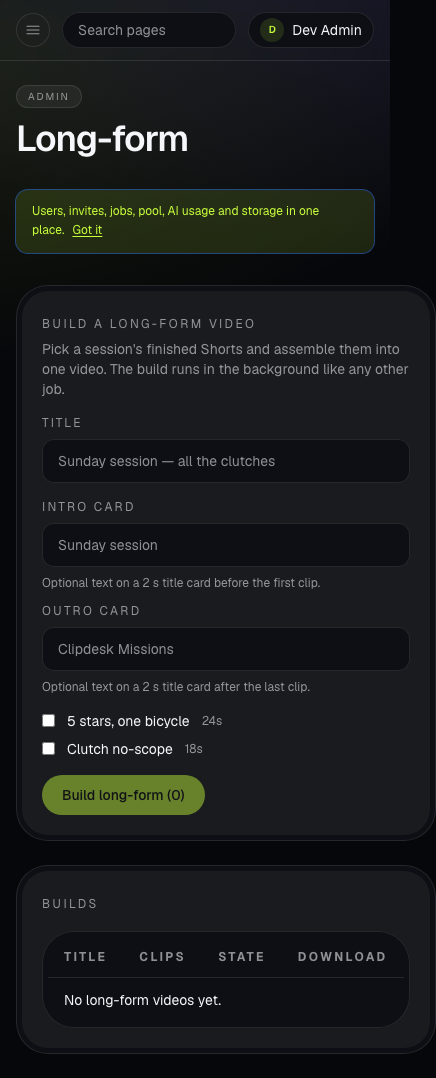 Search pages
D
Dev Admin
ADMIN
Long-form
Users, invites, jobs, pool, AI usage and storage in one
place. Got it
BUILD A LONG-FORM VIDEO
Pick a session's finished Shorts and assemble them into
one video. The build runs in the background like any other
job.
TITLE
Sunday session — all the clutches
INTRO CARD
Sunday session
Optional text on a 2 s title card before the first clip.
OUTRO CARD
Clipdesk Missions
Optional text on a 2 s title card after the last clip.
5 stars, one bicycle 24s
Clutch no-scope 18s
Build long-form (0)
BUILDS
TITLE CLIPS STATE DOWNLOAD
No long-form videos yet.